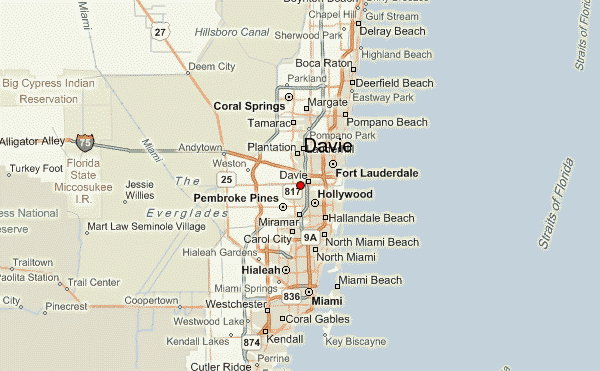 Boynton Beach
Chapel Hill
Gulf Stream
Miami
27
Hillsboro Canal
Sherwood Park
Delray Beach
Straits of Florida
Highland Beach
Deem City
Boca Raton
Parkland
Deerfield Beach
Big Cypress Indian
Reservation
Eastway Park
Coral Springs
Margate
Tamarac
Pompano Beach
Pompano Park
Alligator Alley
75
Miami
Andytown
Plantation
Davie
Florida
State
Miccosukee
I.R.
Weston
Fort Lauderdale
Turkey Foot
The
Everglades
25
Davie
817
Jessie
Willies
Pembroke Pines
Hollywood
Straits of Florida
ess National
Reserve
Mart Law Seminole Village
Miramar
Hallandale Beach
Carol City
9A
North Miami Beach
Hialeah Gardens
North Miami
Tamiami
Paolita Station
Trail Center
Hialeah
Miami Springs
Miami Beach
City
Pinecrest
Coopertown
836
Miami
Westchester
Westwood Lake
Coral Gables
Kendall Lakes
874
Kendall
Key Biscayne
Perrine
Cutler Ridge